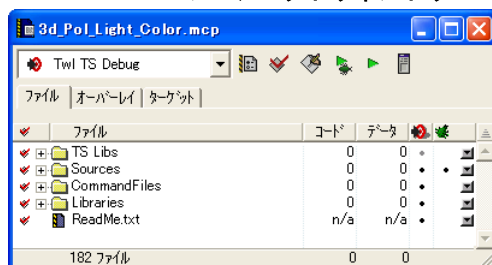 3d_Pol_Light_Color.mcp
Twl TS Debug
ファイル オーバーレイ ターゲット
ファイル コード データ
TS Libs 0 0
Sources 0 0
CommandFiles 0 0
Libraries 0 0
ReadMe.txt n/a n/a
182 ファイル 0 0